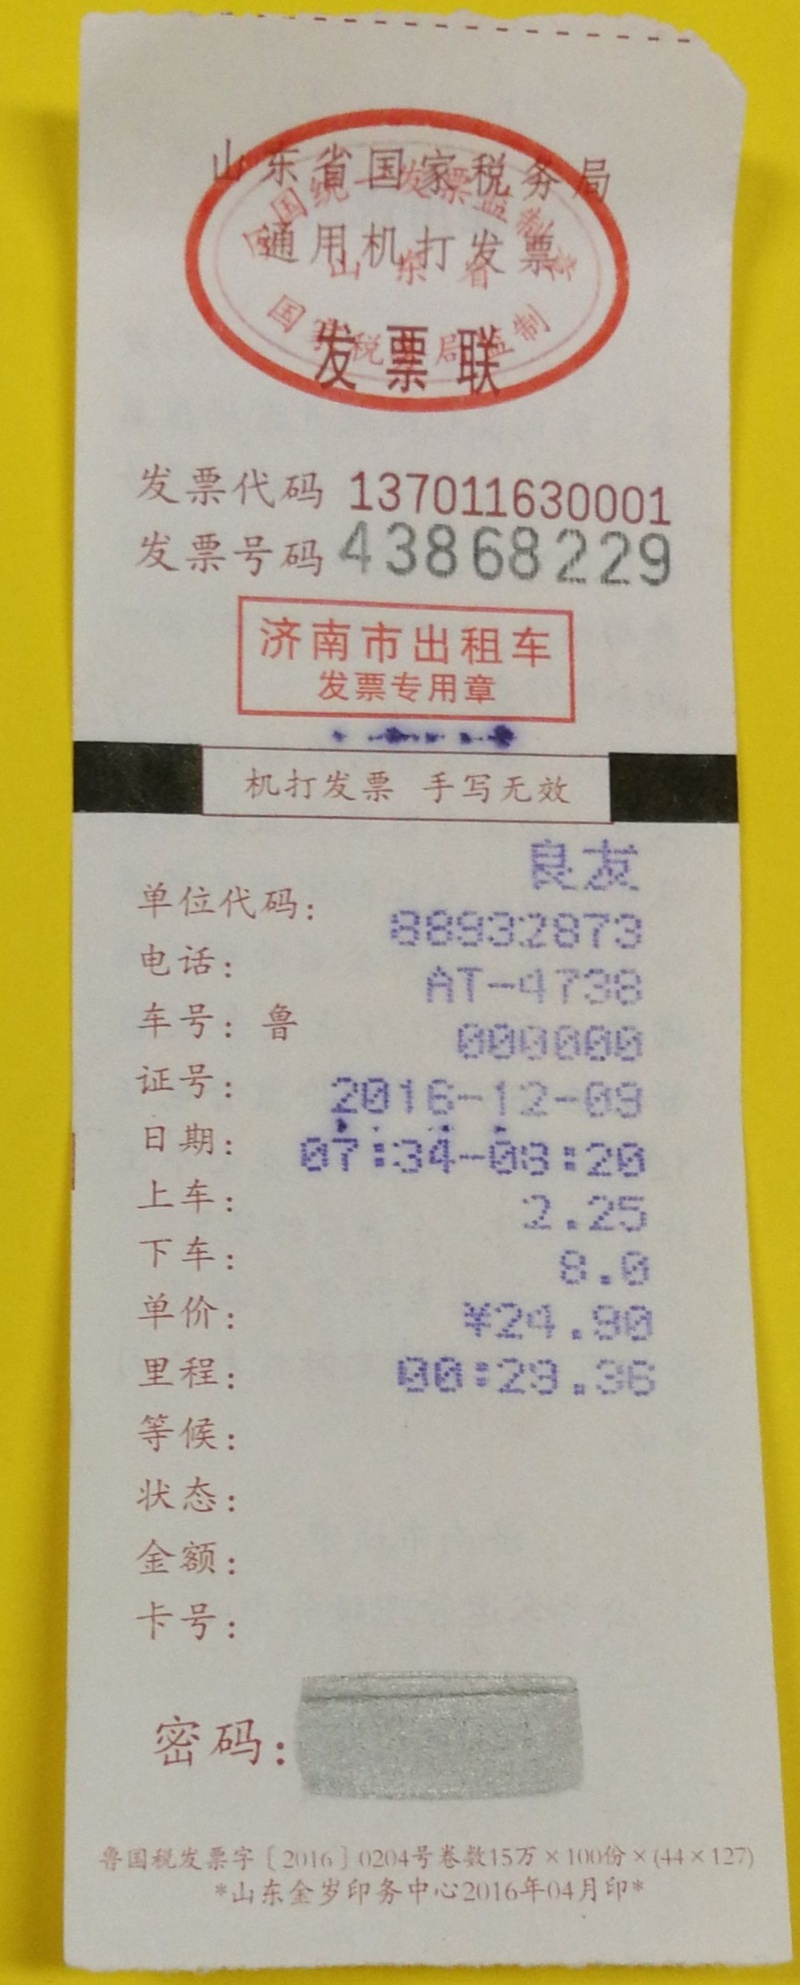 山东省国家税务局
通用机打发票
全国统一发票监制章
山东省
国家税务局监制
发票联
发票代码 137011630001
发票号码 43868229
济南市出租车
发票专用章
机打发票 手写无效
良友
单位代码:
88932873
电话:
AT-4738
车号: 鲁
000000
证号:
2016-12-09
日期:
07:34-08:20
上车:
2.25
下车:
8.0
单价:
¥24.90
里程:
00:29.36
等候:
状态:
金额:
卡号:
密码:
鲁国税发票字〔2016〕0204号卷数15万×100份×(44×127)
*山东金岁印务中心2016年04月印*